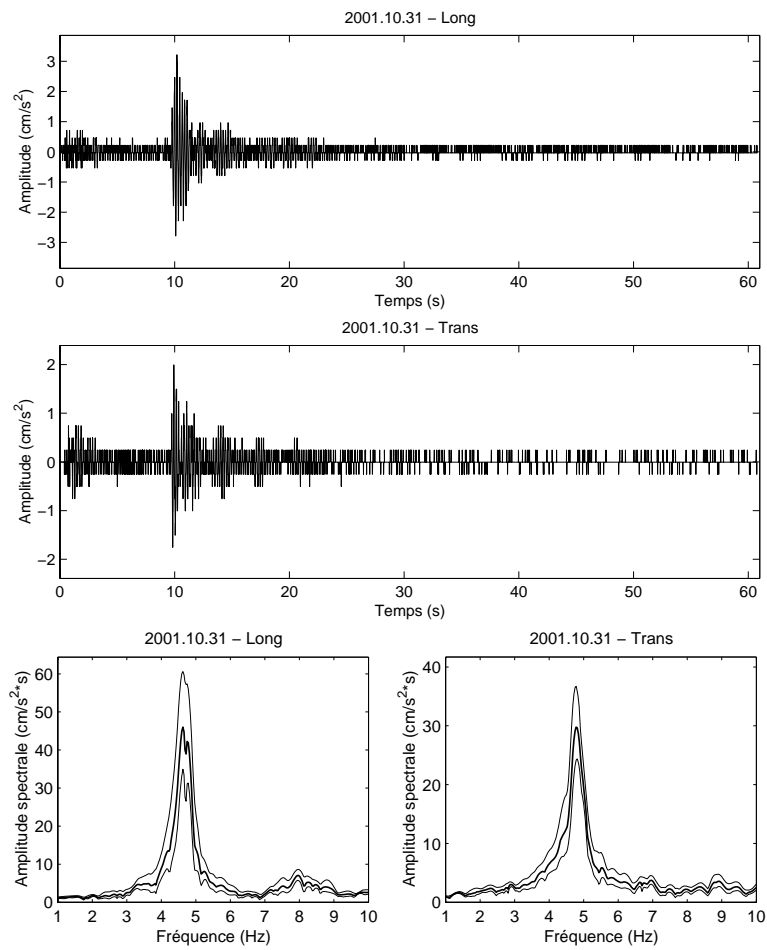 2001.10.31 – Long
Amplitude (cm/s²)
3
2
1
0
−1
−2
−3
0 10 20 30 40 50 60
Temps (s)
2001.10.31 – Trans
Amplitude (cm/s²)
2
1
0
−1
−2
0 10 20 30 40 50 60
Temps (s)
2001.10.31 – Long
Amplitude spectrale (cm/s²*s)
60
50
40
30
20
10
0
1 2 3 4 5 6 7 8 9 10
Fréquence (Hz)
2001.10.31 – Trans
Amplitude spectrale (cm/s²*s)
40
30
20
10
0
1 2 3 4 5 6 7 8 9 10
Fréquence (Hz)